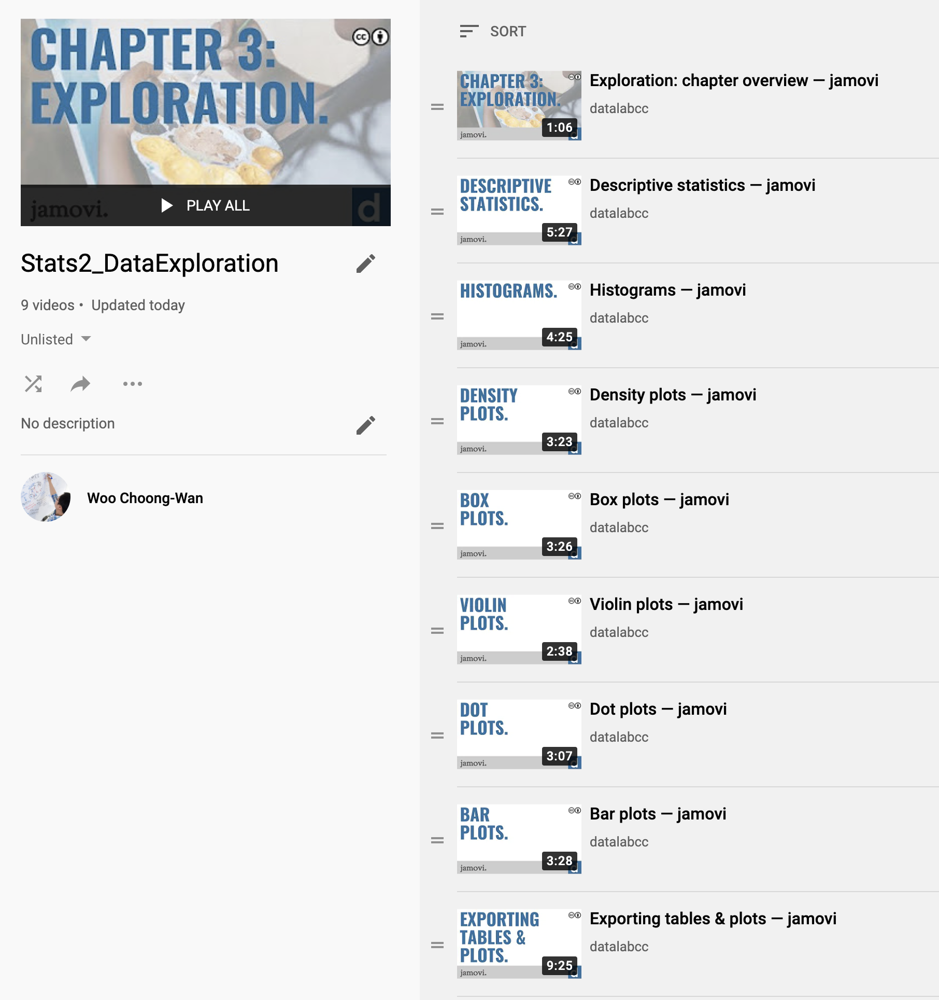 CHAPTER 3:
EXPLORATION.
cc
jamovi.
PLAY ALL
d
Stats2_DataExploration
9 videos • Updated today
Unlisted
No description
Woo Choong-Wan
SORT
CHAPTER 3:
EXPLORATION.
jamovi.
1:06
Exploration: chapter overview — jamovi
datalabcc
DESCRIPTIVE
STATISTICS.
jamovi.
5:27
Descriptive statistics — jamovi
datalabcc
HISTOGRAMS.
jamovi.
4:25
Histograms — jamovi
datalabcc
DENSITY
PLOTS.
jamovi.
3:23
Density plots — jamovi
datalabcc
BOX
PLOTS.
jamovi.
3:26
Box plots — jamovi
datalabcc
VIOLIN
PLOTS.
jamovi.
2:38
Violin plots — jamovi
datalabcc
DOT
PLOTS.
jamovi.
3:07
Dot plots — jamovi
datalabcc
BAR
PLOTS.
jamovi.
3:28
Bar plots — jamovi
datalabcc
EXPORTING
TABLES &
PLOTS.
jamovi.
9:25
Exporting tables & plots — jamovi
datalabcc